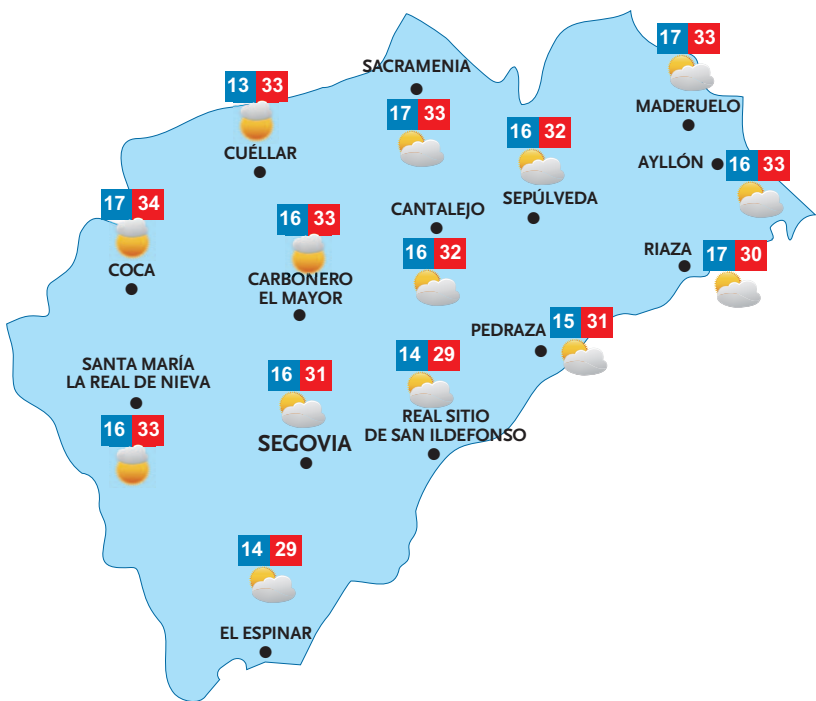 17 33
MADERUELO
SACRAMENIA
17 33
13 33
CUÉLLAR
16 32
SEPÚLVEDA
AYLLÓN
16 33
17 34
COCA
16 33
CARBONERO
EL MAYOR
CANTALEJO
16 32
RIAZA
17 30
PEDRAZA
15 31
SANTA MARÍA
LA REAL DE NIEVA
16 33
16 31
SEGOVIA
14 29
REAL SITIO
DE SAN ILDEFONSO
14 29
EL ESPINAR